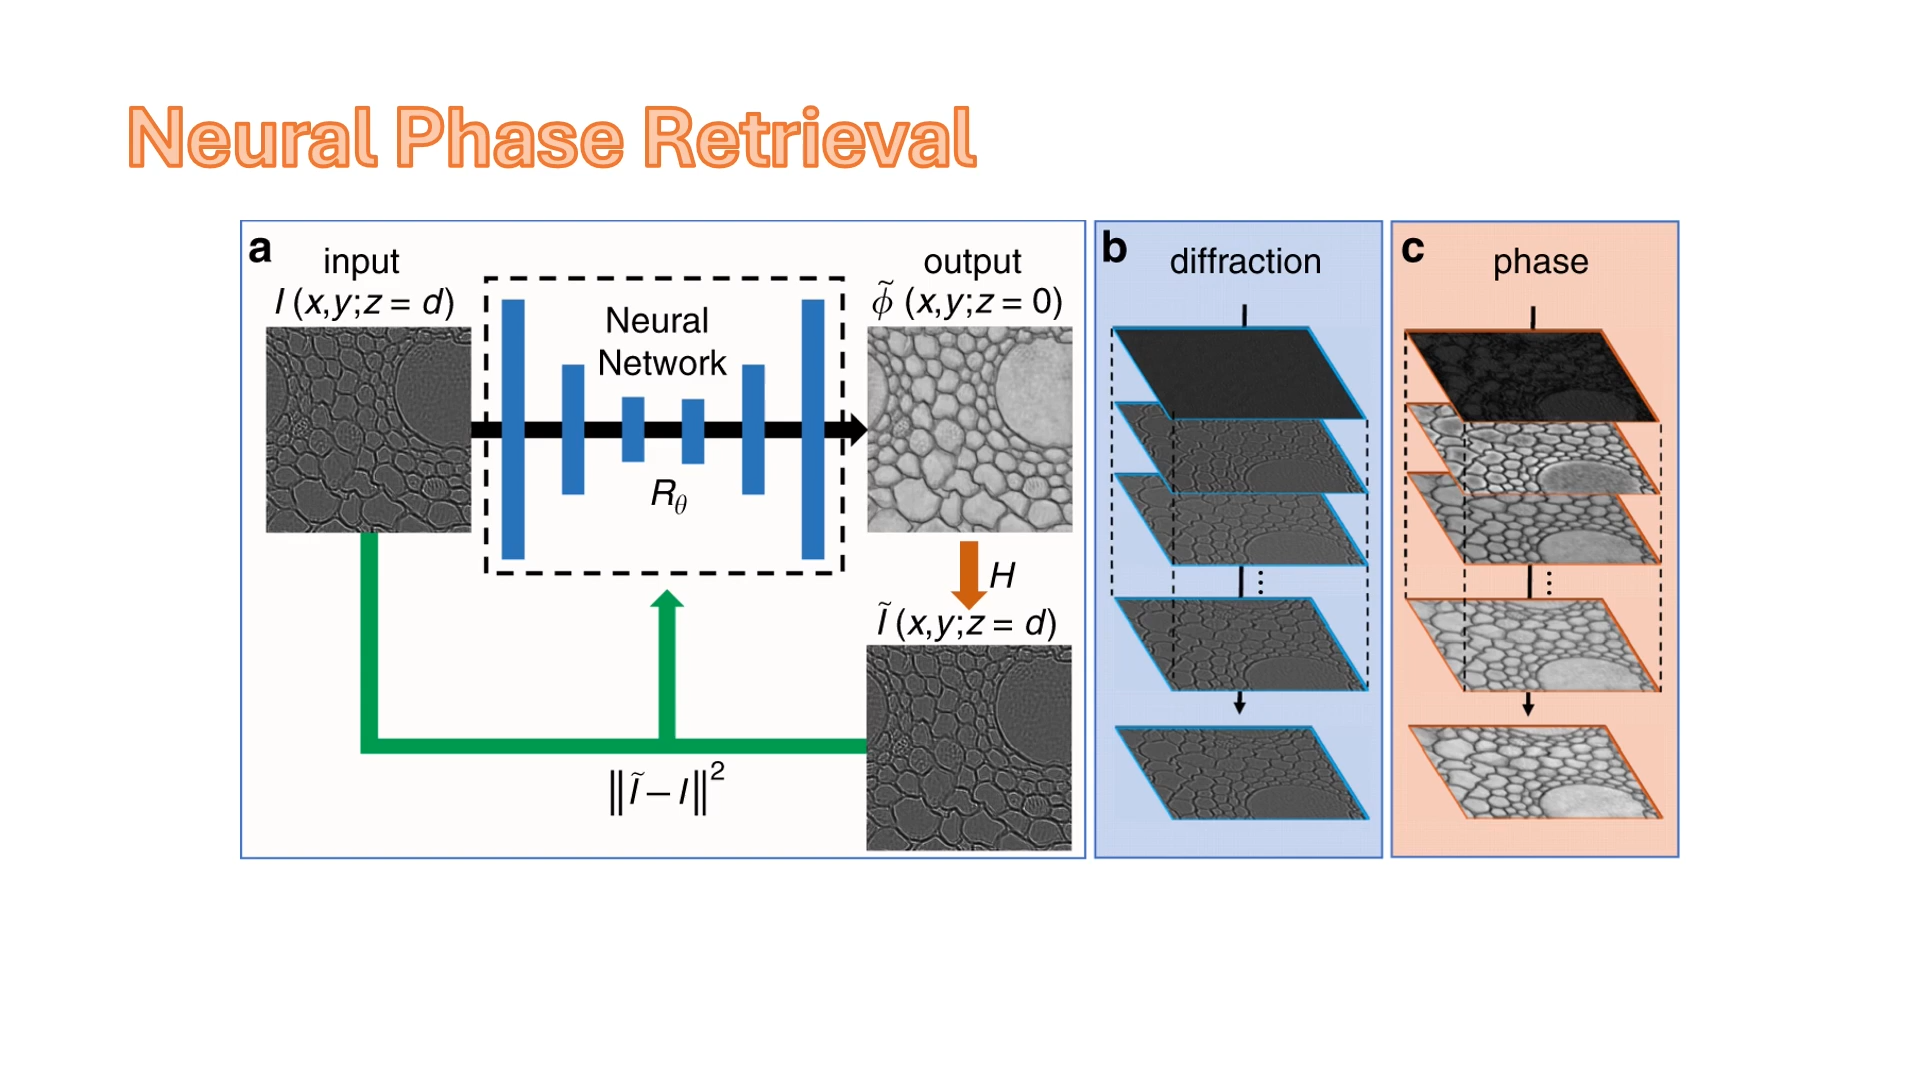 Neural Phase Retrieval
a
input
I (x,y;z = d)
Neural
Network
R_θ
output
ϕ̃ (x,y;z = 0)
H
Ĩ (x,y;z = d)
‖Ĩ – I‖²
b
diffraction
⋮
c
phase
⋮